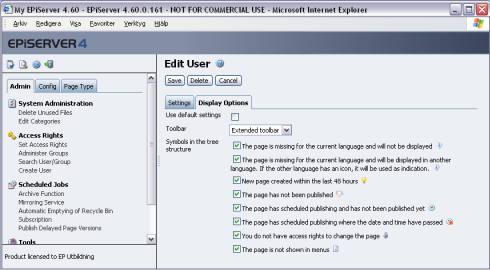 My EPiServer 4.60 - EPiServer 4.60.0.161 - NOT FOR COMMERCIAL USE - Microsoft Internet Explorer
Arkiv Redigera Visa Favoriter Verktyg Hjälp
EPiSERVER 4
Admin Config Page Type
System Administration
Delete Unused Files
Edit Categories
Access Rights
Set Access Rights
Administer Groups
Search User/Group
Create User
Scheduled Jobs
Archive Function
Mirroring Service
Automatic Emptying of Recycle Bin
Subscription
Publish Delayed Page Versions
Tools
Product licensed to EP Utbildning
Edit User
Save Delete Cancel
Settings Display Options
Use default settings
Toolbar Extended toolbar
Symbols in the tree structure
The page is missing for the current language and will not be displayed
The page is missing for the current language and will be displayed in another
language. If the other language has an icon, it will be used as indication.
New page created within the last 48 hours
The page has not been published
The page has scheduled publishing and has not been published yet
The page has scheduled publishing where the date and time have passed
You do not have access rights to change the page
The page is not shown in menus